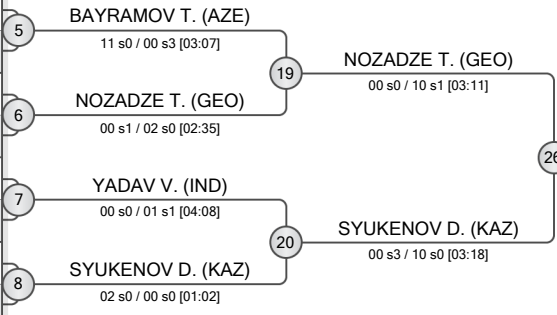 BAYRAMOV T. (AZE)
5
11 s0 / 00 s3 [03:07]
19
NOZADZE T. (GEO)
00 s0 / 10 s1 [03:11]
NOZADZE T. (GEO)
6
00 s1 / 02 s0 [02:35]
26
YADAV V. (IND)
7
00 s0 / 01 s1 [04:08]
20
SYUKENOV D. (KAZ)
00 s3 / 10 s0 [03:18]
SYUKENOV D. (KAZ)
8
02 s0 / 00 s0 [01:02]